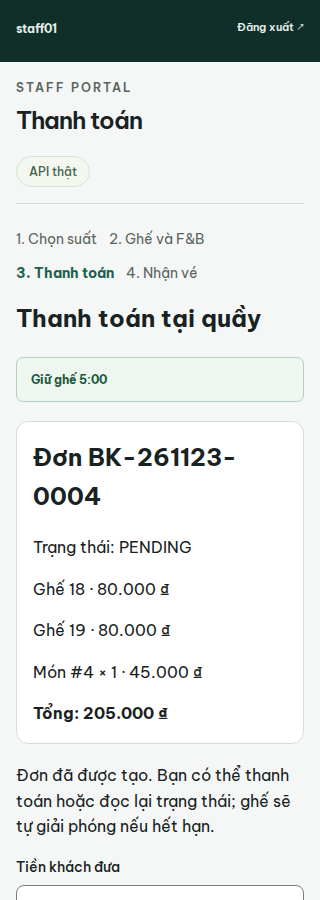 staff01
Đăng xuất ↗
STAFF PORTAL
Thanh toán
API thật
1. Chọn suất 2. Ghế và F&B
3. Thanh toán 4. Nhận vé
Thanh toán tại quầy
Giữ ghế 5:00
Đơn BK-261123-
0004
Trạng thái: PENDING
Ghế 18 · 80.000 ₫
Ghế 19 · 80.000 ₫
Món #4 × 1 · 45.000 ₫
Tổng: 205.000 ₫
Đơn đã được tạo. Bạn có thể thanh
toán hoặc đọc lại trạng thái; ghế sẽ
tự giải phóng nếu hết hạn.
Tiền khách đưa